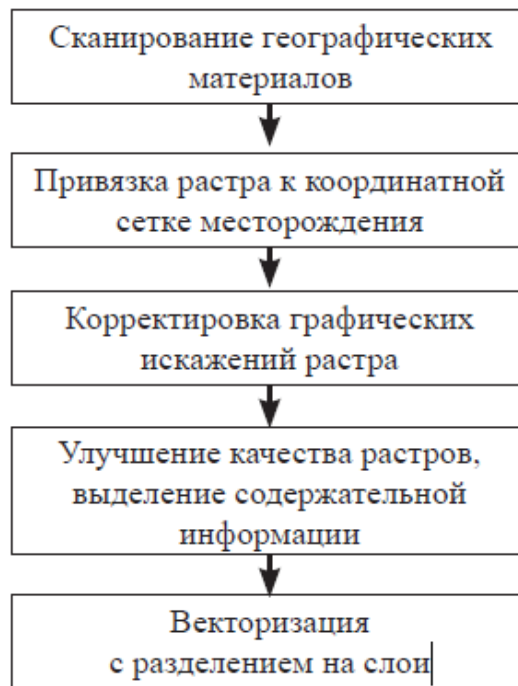 Сканирование географических
материалов
Привязка растра к координатной
сетке месторождения
Корректировка графических
искажений растра
Улучшение качества растров,
выделение содержательной
информации
Векторизация
с разделением на слои